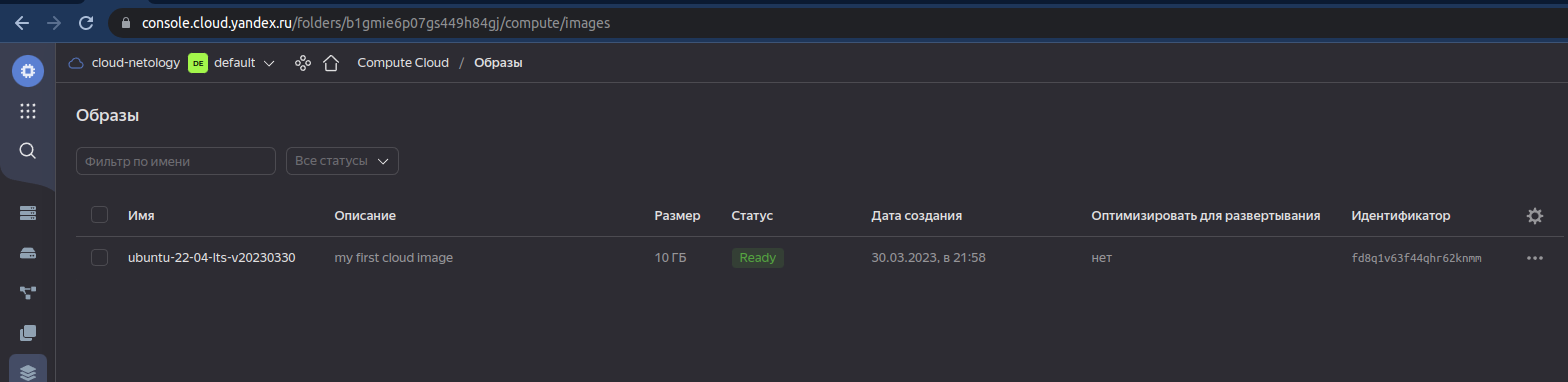 console.cloud.yandex.ru/folders/b1gmie6p07gs449h84gj/compute/images
cloud-netology DE default Compute Cloud / Образы
Образы
Фильтр по имени Все статусы
Имя Описание Размер Статус Дата создания Оптимизировать для развертывания Идентификатор
ubuntu-22-04-lts-v20230330 my first cloud image 10 ГБ Ready 30.03.2023, в 21:58 нет fd8q1v63f44qhr62knmm